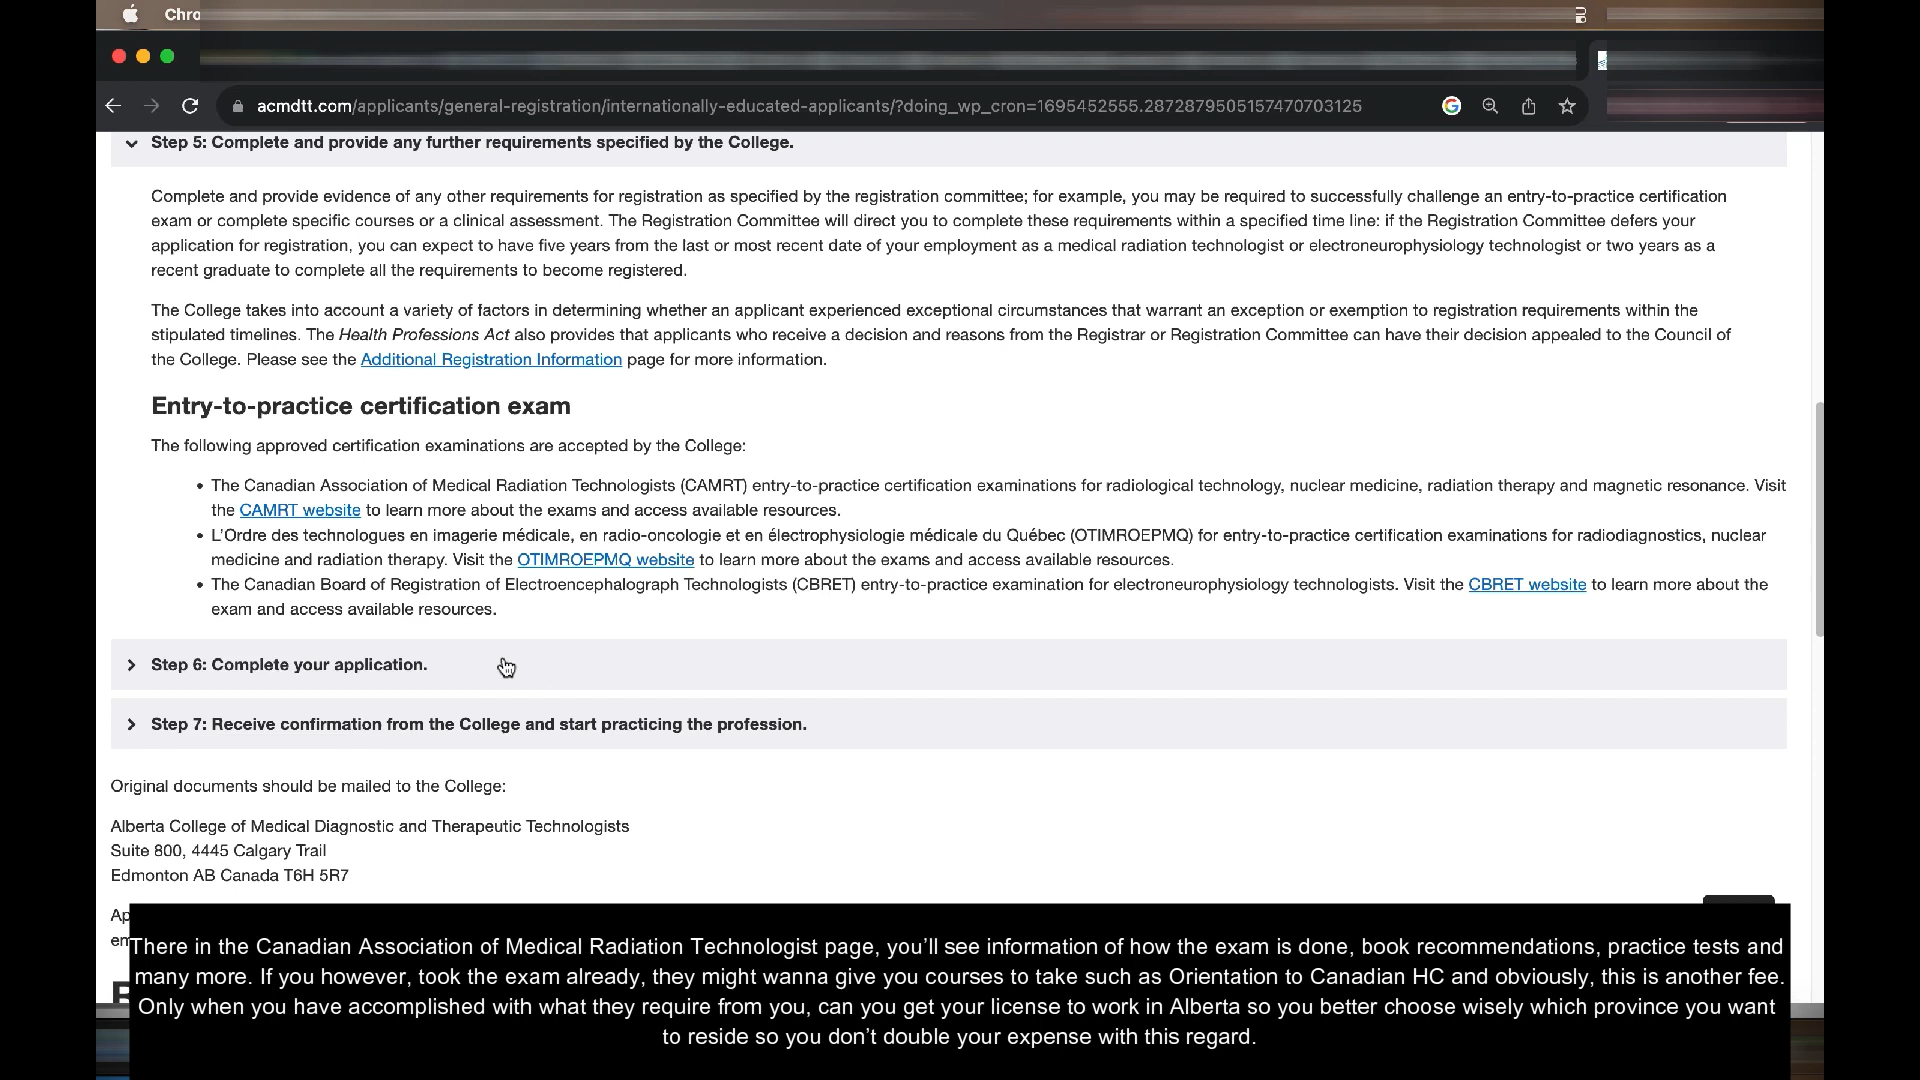 Chro
acmdtt.com/applicants/general-registration/internationally-educated-applicants/?doing_wp_cron=1695452555.2872879505157470703125
Step 5: Complete and provide any further requirements specified by the College.
Complete and provide evidence of any other requirements for registration as specified by the registration committee; for example, you may be required to successfully challenge an entry-to-practice certification
exam or complete specific courses or a clinical assessment. The Registration Committee will direct you to complete these requirements within a specified time line: if the Registration Committee defers your
application for registration, you can expect to have five years from the last or most recent date of your employment as a medical radiation technologist or electroneurophysiology technologist or two years as a
recent graduate to complete all the requirements to become registered.
The College takes into account a variety of factors in determining whether an applicant experienced exceptional circumstances that warrant an exception or exemption to registration requirements within the
stipulated timelines. The Health Professions Act also provides that applicants who receive a decision and reasons from the Registrar or Registration Committee can have their decision appealed to the Council of
the College. Please see the Additional Registration Information page for more information.
Entry-to-practice certification exam
The following approved certification examinations are accepted by the College:
• The Canadian Association of Medical Radiation Technologists (CAMRT) entry-to-practice certification examinations for radiological technology, nuclear medicine, radiation therapy and magnetic resonance. Visit
the CAMRT website to learn more about the exams and access available resources.
• L'Ordre des technologues en imagerie médicale, en radio-oncologie et en électrophysiologie médicale du Québec (OTIMROEPMQ) for entry-to-practice certification examinations for radiodiagnostics, nuclear
medicine and radiation therapy. Visit the OTIMROEPMQ website to learn more about the exams and access available resources.
• The Canadian Board of Registration of Electroencephalograph Technologists (CBRET) entry-to-practice examination for electroneurophysiology technologists. Visit the CBRET website to learn more about the
exam and access available resources.
Step 6: Complete your application.
Step 7: Receive confirmation from the College and start practicing the profession.
Original documents should be mailed to the College:
Alberta College of Medical Diagnostic and Therapeutic Technologists
Suite 800, 4445 Calgary Trail
Edmonton AB Canada T6H 5R7
There in the Canadian Association of Medical Radiation Technologist page, you'll see information of how the exam is done, book recommendations, practice tests and
many more. If you however, took the exam already, they might wanna give you courses to take such as Orientation to Canadian HC and obviously, this is another fee.
Only when you have accomplished with what they require from you, can you get your license to work in Alberta so you better choose wisely which province you want
to reside so you don't double your expense with this regard.